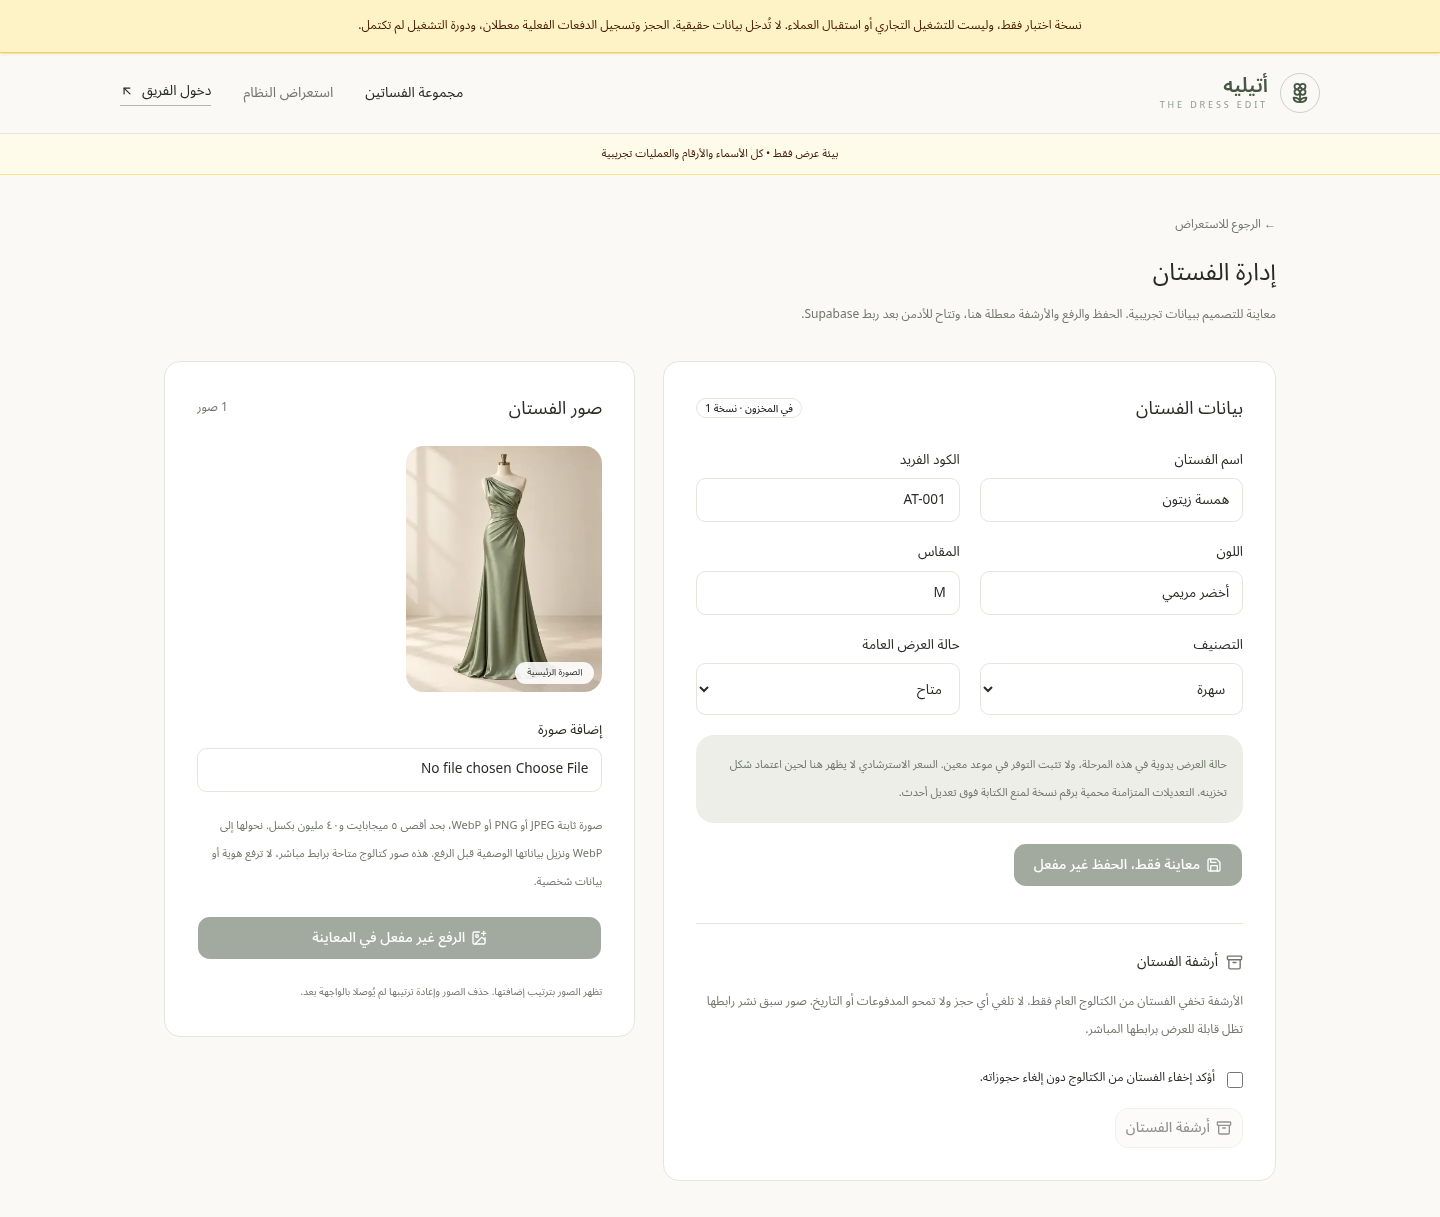 نسخة اختبار فقط، وليست للتشغيل التجاري أو استقبال العملاء. لا تُدخل بيانات حقيقية. الحجز وتسجيل الدفعات الفعلية معطلان، ودورة التشغيل لم تكتمل.
أتيليه
THE DRESS EDIT
مجموعة الفساتين
استعراض النظام
دخول الفريق
بيئة عرض فقط • كل الأسماء والأرقام والعمليات تجريبية
← الرجوع للاستعراض
إدارة الفستان
معاينة للتصميم ببيانات تجريبية. الحفظ والرفع والأرشفة معطلة هنا، وتتاح للأدمن بعد ربط Supabase.
بيانات الفستان
في المخزون · نسخة 1
اسم الفستان
الكود الفريد
همسة زيتون
AT-001
اللون
المقاس
أخضر مريمي
M
التصنيف
حالة العرض العامة
سهرة
متاح
حالة العرض يدوية في هذه المرحلة، ولا تثبت التوفر في موعد معين. السعر الاسترشادي لا يظهر هنا لحين اعتماد شكل
تخزينه. التعديلات المتزامنة محمية برقم نسخة لمنع الكتابة فوق تعديل أحدث.
معاينة فقط، الحفظ غير مفعل
أرشفة الفستان
الأرشفة تخفي الفستان من الكتالوج العام فقط. لا تلغي أي حجز ولا تمحو المدفوعات أو التاريخ. صور سبق نشر رابطها
تظل قابلة للعرض برابطها المباشر.
أؤكد إخفاء الفستان من الكتالوج دون إلغاء حجوزاته.
أرشفة الفستان
صور الفستان
1 صور
الصورة الرئيسية
إضافة صورة
Choose File No file chosen
صورة ثابتة JPEG أو PNG أو WebP، بحد أقصى ٥ ميجابايت و٤٠ مليون بكسل. نحولها إلى
WebP ونزيل بياناتها الوصفية قبل الرفع. هذه صور كتالوج متاحة برابط مباشر، لا ترفع هوية أو
بيانات شخصية.
الرفع غير مفعل في المعاينة
تظهر الصور بترتيب إضافتها. حذف الصور وإعادة ترتيبها لم يُوصلا بالواجهة بعد.